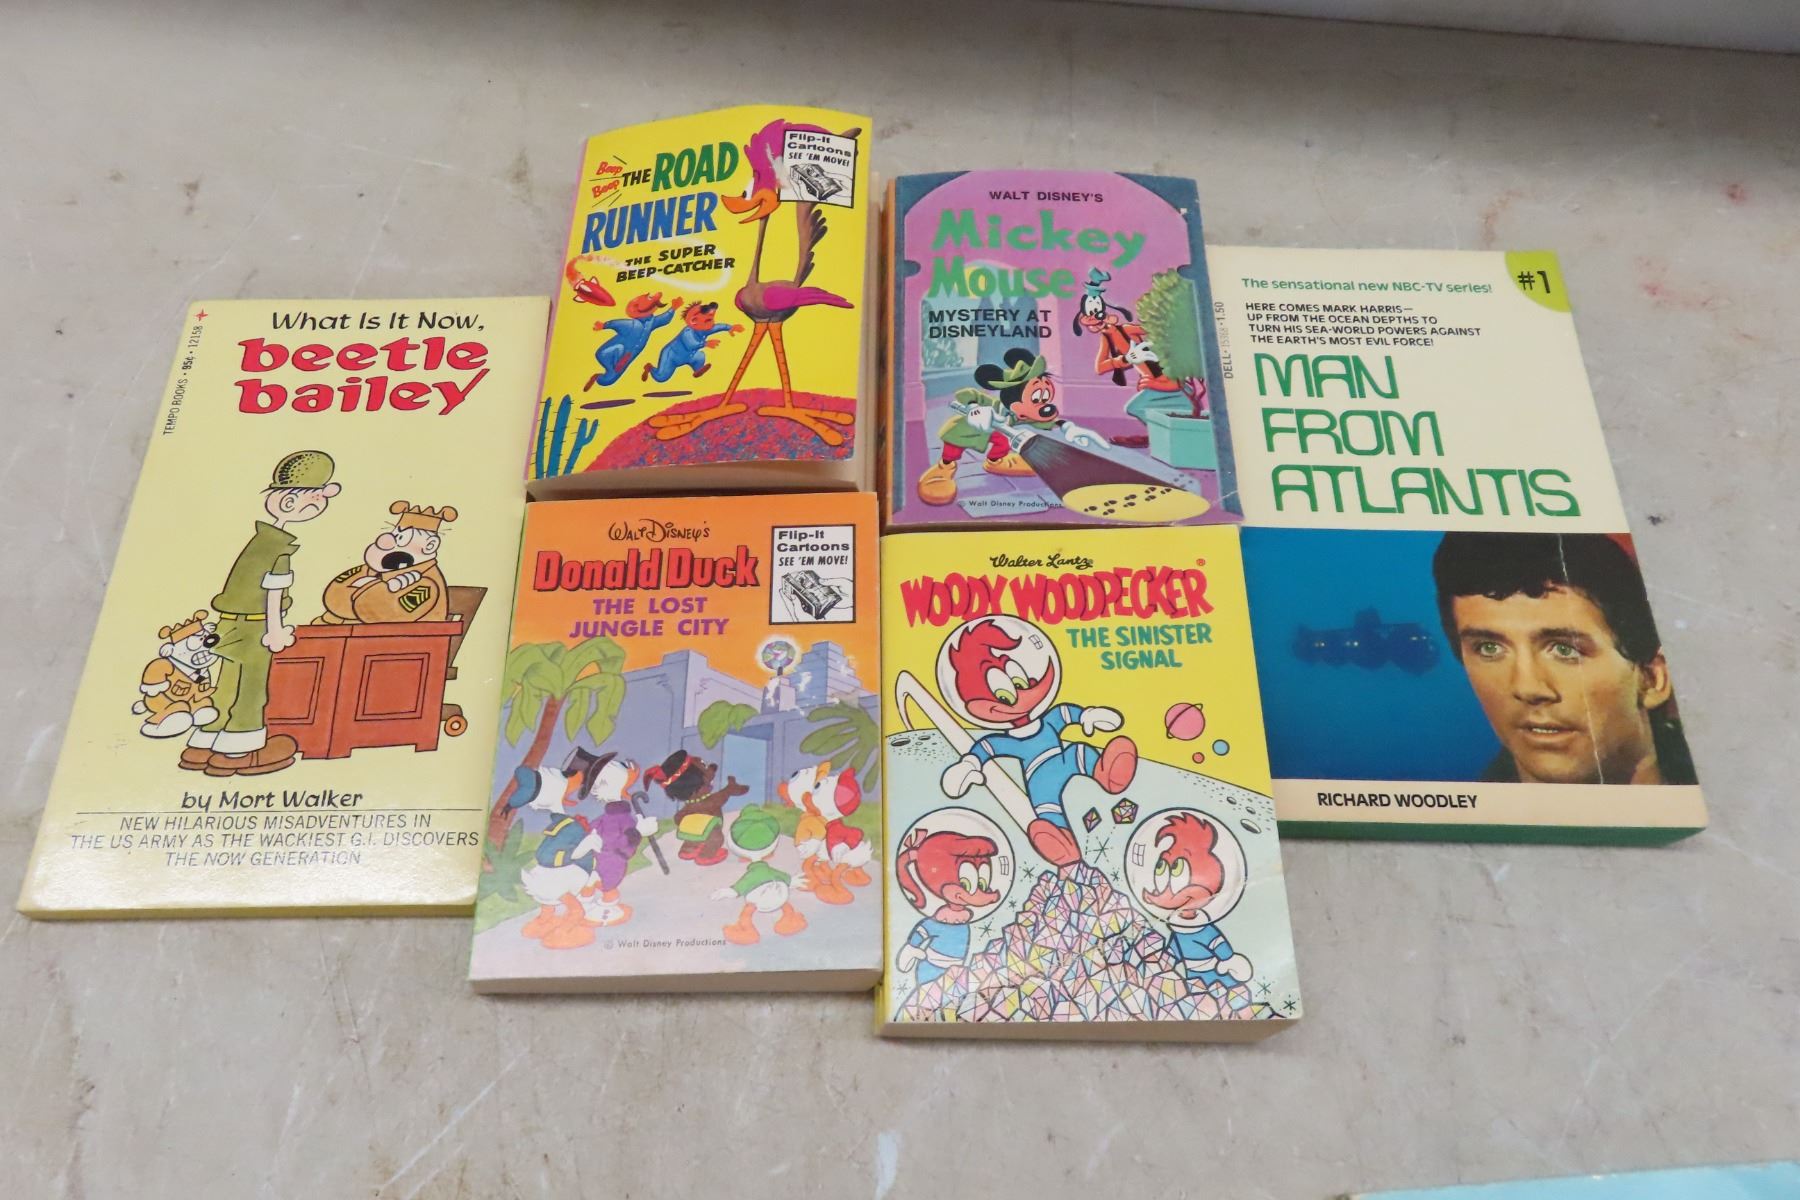 TEMPO BOOKS • 95¢ • 12158
What Is It Now,
beetle
bailey
by Mort Walker
NEW HILARIOUS MISADVENTURES IN
THE US ARMY AS THE WACKIEST G.I. DISCOVERS
THE NOW GENERATION
Beep
Beep
THE ROAD
RUNNER
THE SUPER
BEEP-CATCHER
Flip-It
Cartoons
SEE 'EM MOVE!
WALT DISNEY'S
Mickey
Mouse
MYSTERY AT
DISNEYLAND
© Walt Disney Productions
Walt Disney's
Donald Duck
THE LOST
JUNGLE CITY
Flip-It
Cartoons
SEE 'EM MOVE!
© Walt Disney Productions
Walter Lantz
WOODY WOODPECKER®
THE SINISTER
SIGNAL
#1
The sensational new NBC-TV series!
HERE COMES MARK HARRIS—
UP FROM THE OCEAN DEPTHS TO
TURN HIS SEA-WORLD POWERS AGAINST
THE EARTH'S MOST EVIL FORCE!
MAN
FROM
ATLANTIS
RICHARD WOODLEY
DELL • 15368 • 1.50